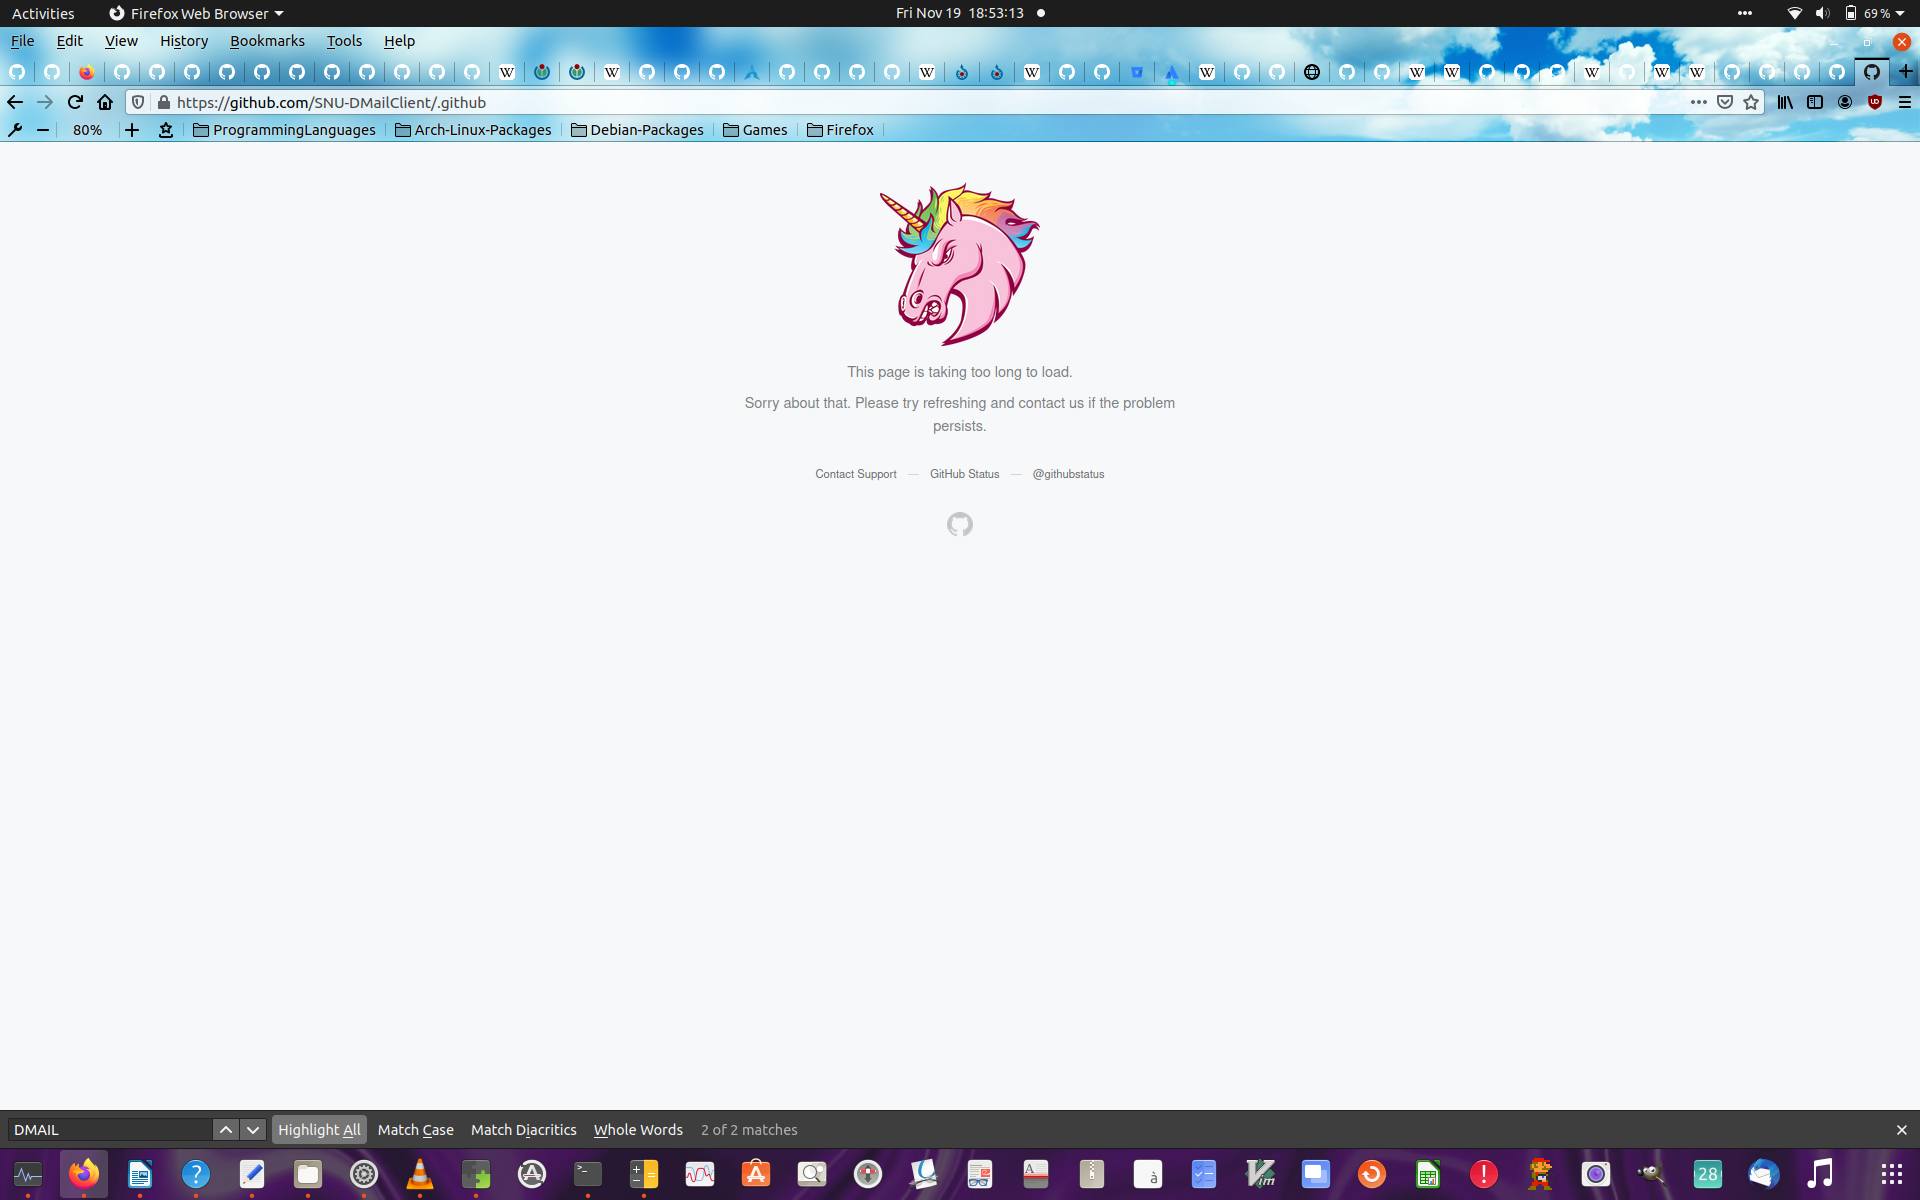 Activities Firefox Web Browser Fri Nov 19 18:53:13 69 %
File Edit View History Bookmarks Tools Help
https://github.com/SNU-DMailClient/.github
80% ProgrammingLanguages Arch-Linux-Packages Debian-Packages Games Firefox
This page is taking too long to load.
Sorry about that. Please try refreshing and contact us if the problem
persists.
Contact Support — GitHub Status — @githubstatus
DMAIL Highlight All Match Case Match Diacritics Whole Words 2 of 2 matches
28